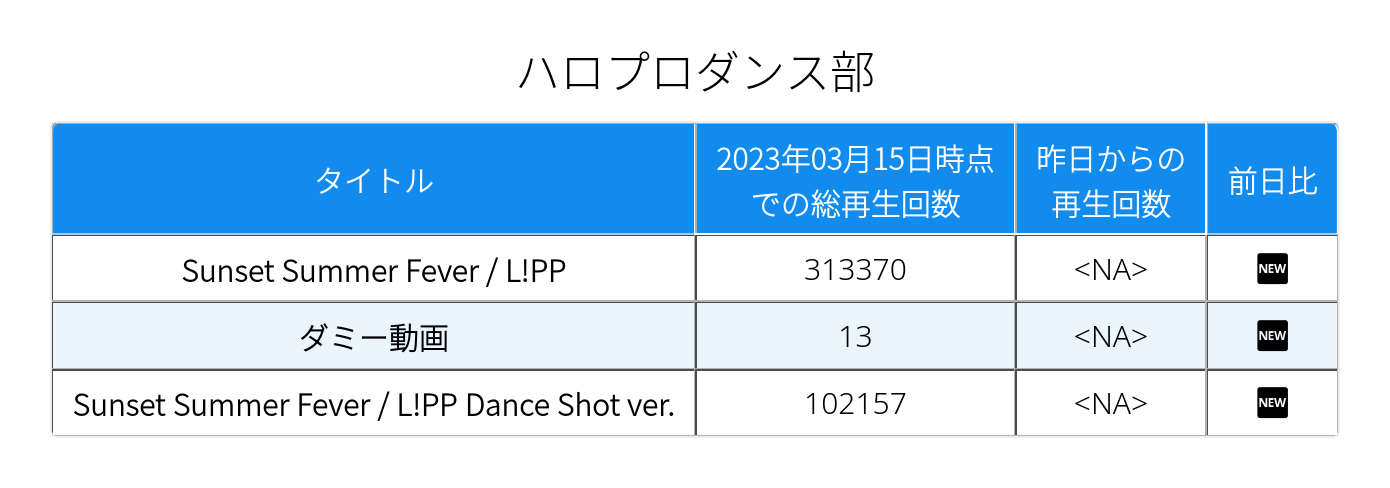 ハロプロダンス部
タイトル
2023年03月15日時点
での総再生回数
昨日からの
再生回数
前日比
Sunset Summer Fever / L!PP
313370
<NA>
NEW
ダミー動画
13
<NA>
NEW
Sunset Summer Fever / L!PP Dance Shot ver.
102157
<NA>
NEW